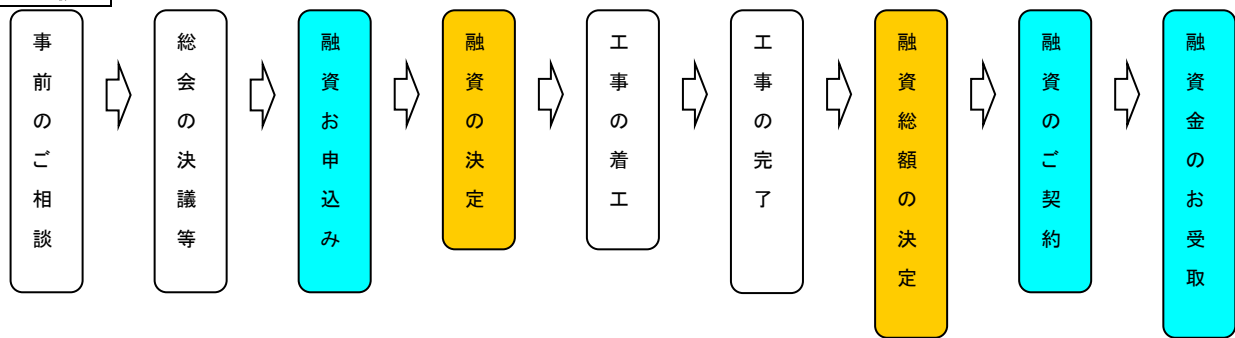 事前のご相談
総会の決議等
融資お申込み
融資の決定
工事の着工
工事の完了
融資総額の決定
融資のご契約
融資金のお受取